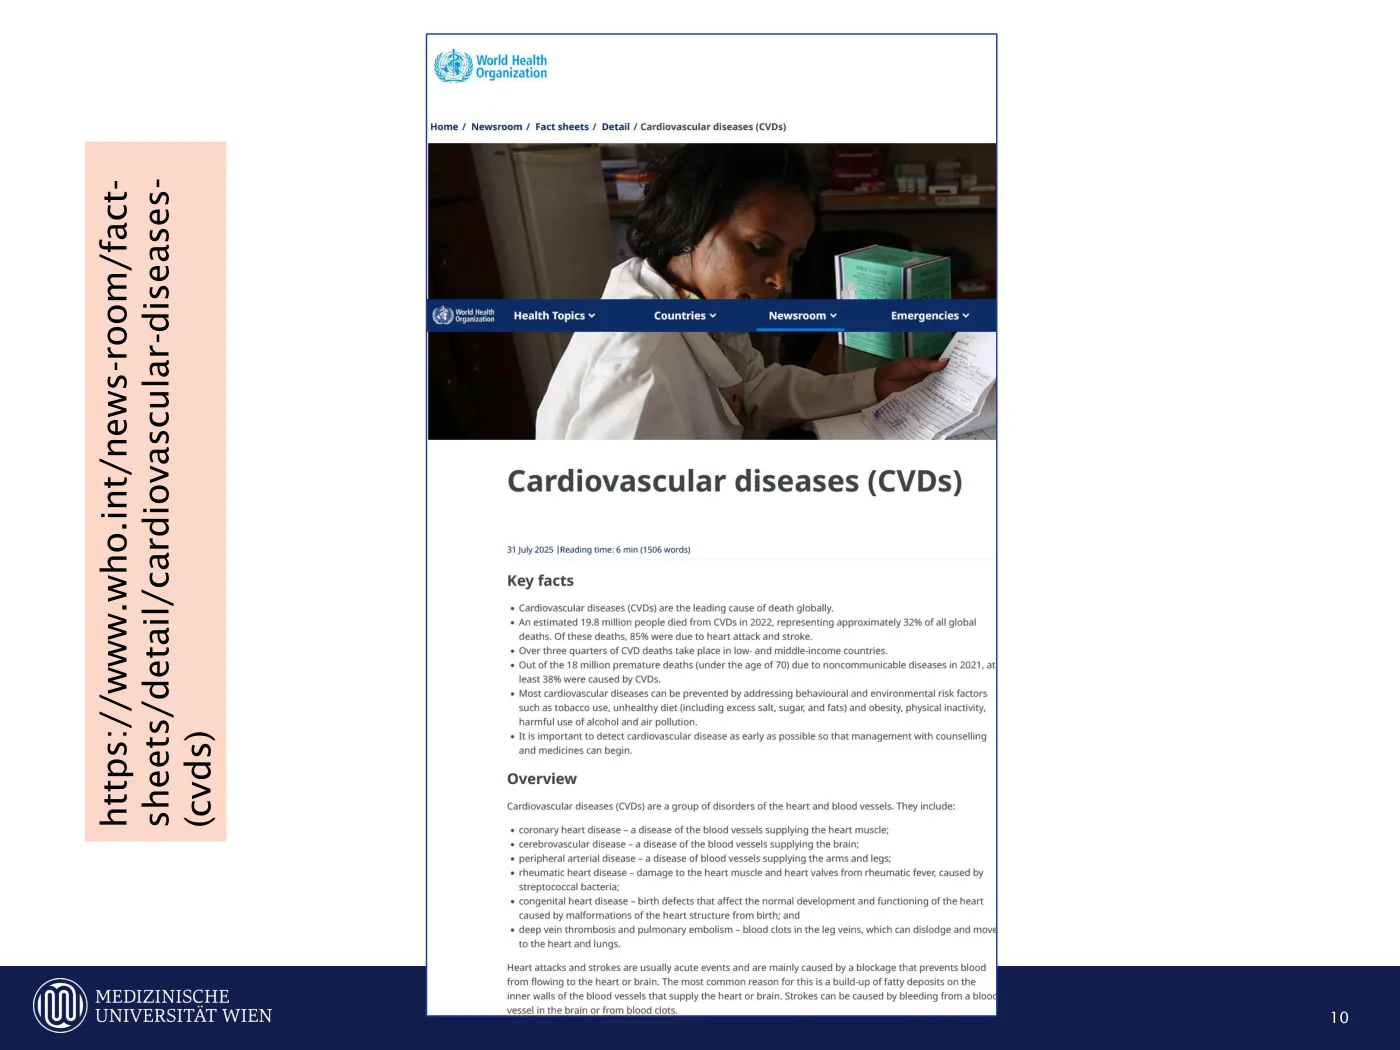 https://www.who.int/news-room/fact-
sheets/detail/cardiovascular-diseases-
(cvds)
World Health
Organization
Home / Newsroom / Fact sheets / Detail / Cardiovascular diseases (CVDs)
World Health
Organization
Health Topics
Countries
Newsroom
Emergencies
Cardiovascular diseases (CVDs)
31 July 2025 |Reading time: 6 min (1506 words)
Key facts
• Cardiovascular diseases (CVDs) are the leading cause of death globally.
• An estimated 19.8 million people died from CVDs in 2022, representing approximately 32% of all global
deaths. Of these deaths, 85% were due to heart attack and stroke.
• Over three quarters of CVD deaths take place in low- and middle-income countries.
• Out of the 18 million premature deaths (under the age of 70) due to noncommunicable diseases in 2021, at
least 38% were caused by CVDs.
• Most cardiovascular diseases can be prevented by addressing behavioural and environmental risk factors
such as tobacco use, unhealthy diet (including excess salt, sugar, and fats) and obesity, physical inactivity,
harmful use of alcohol and air pollution.
• It is important to detect cardiovascular disease as early as possible so that management with counselling
and medicines can begin.
Overview
Cardiovascular diseases (CVDs) are a group of disorders of the heart and blood vessels. They include:
• coronary heart disease – a disease of the blood vessels supplying the heart muscle;
• cerebrovascular disease – a disease of the blood vessels supplying the brain;
• peripheral arterial disease – a disease of blood vessels supplying the arms and legs;
• rheumatic heart disease – damage to the heart muscle and heart valves from rheumatic fever, caused by
streptococcal bacteria;
• congenital heart disease – birth defects that affect the normal development and functioning of the heart
caused by malformations of the heart structure from birth; and
• deep vein thrombosis and pulmonary embolism – blood clots in the leg veins, which can dislodge and move
to the heart and lungs.
Heart attacks and strokes are usually acute events and are mainly caused by a blockage that prevents blood
from flowing to the heart or brain. The most common reason for this is a build-up of fatty deposits on the
inner walls of the blood vessels that supply the heart or brain. Strokes can be caused by bleeding from a blood
vessel in the brain or from blood clots.
MEDIZINISCHE
UNIVERSITÄT WIEN
10